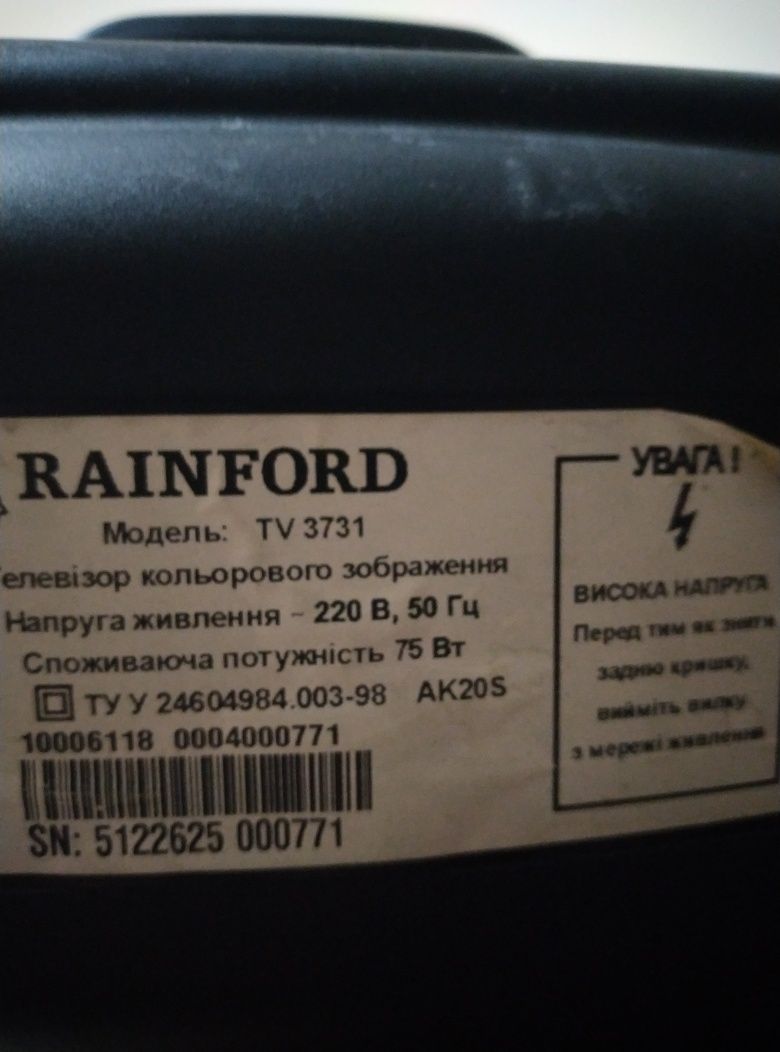 RAINFORD
Модель: TV 3731
елевізор кольорового зображення
Напруга живлення ~ 220 В, 50 Гц
Споживаюча потужність 75 Вт
ТУ У 24604984.003-98 AK20S
10006118 0004000771
SN: 5122625 000771
УВАГА !
ВИСОКА НАПРУГА
Перед тим як зняти
задню кришку,
вийміть вилку
з мережі живлення